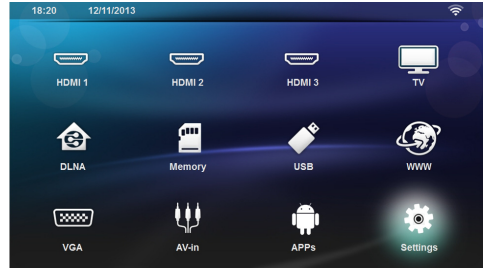 18:20 12/11/2013
HDMI 1 HDMI 2 HDMI 3 TV
DLNA Memory USB WWW
VGA AV-in APPs Settings